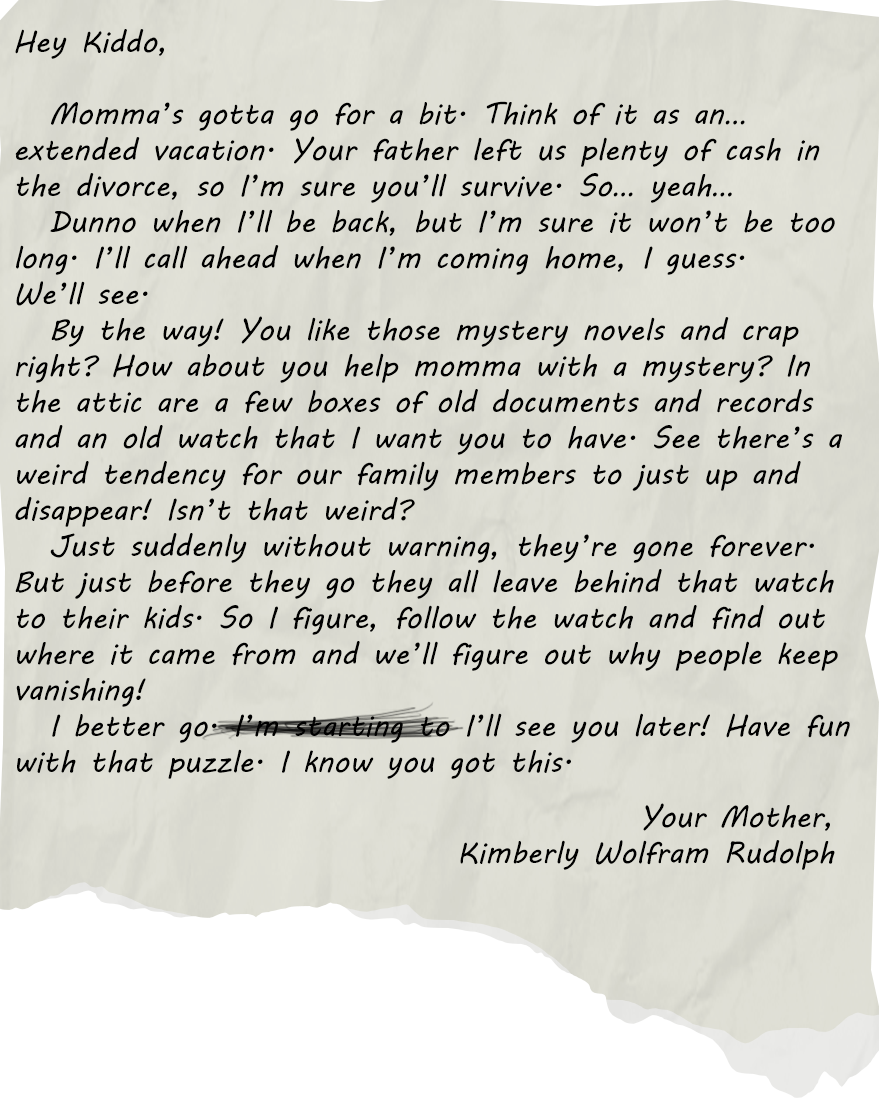 Hey Kiddo,
Momma's gotta go for a bit. Think of it as an...
extended vacation. Your father left us plenty of cash in
the divorce, so I'm sure you'll survive. So... yeah...
Dunno when I'll be back, but I'm sure it won't be too
long. I'll call ahead when I'm coming home, I guess.
We'll see.
By the way! You like those mystery novels and crap
right? How about you help momma with a mystery? In
the attic are a few boxes of old documents and records
and an old watch that I want you to have. See there's a
weird tendency for our family members to just up and
disappear! Isn't that weird?
Just suddenly without warning, they're gone forever.
But just before they go they all leave behind that watch
to their kids. So I figure, follow the watch and find out
where it came from and we'll figure out why people keep
vanishing!
I better go. I'm starting to I'll see you later! Have fun
with that puzzle. I know you got this.
Your Mother,
Kimberly Wolfram Rudolph